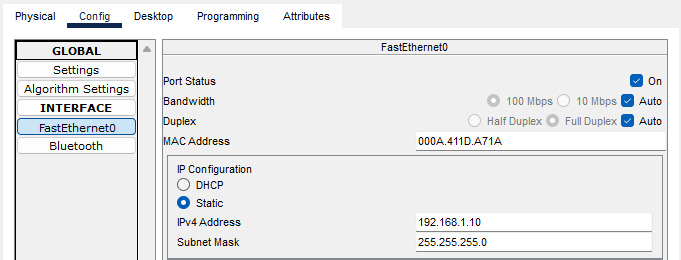 Physical Config Desktop Programming Attributes
GLOBAL
Settings
Algorithm Settings
INTERFACE
FastEthernet0
Bluetooth
FastEthernet0
Port Status On
Bandwidth 100 Mbps 10 Mbps Auto
Duplex Half Duplex Full Duplex Auto
MAC Address 000A.411D.A71A
IP Configuration
DHCP
Static
IPv4 Address 192.168.1.10
Subnet Mask 255.255.255.0